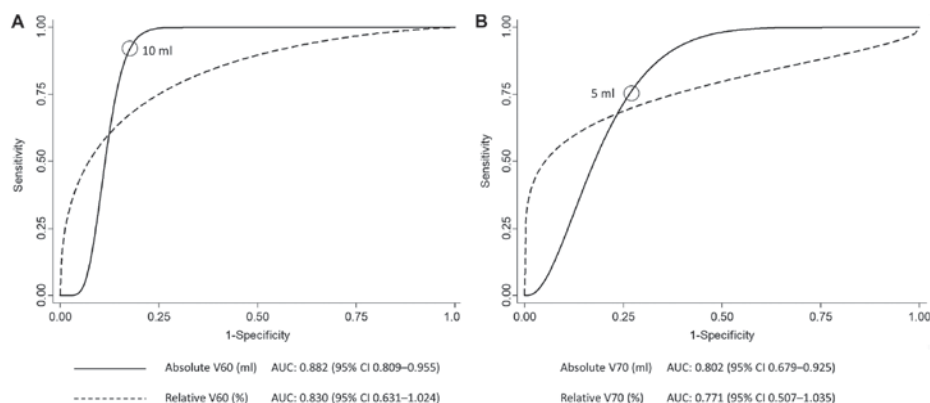 A
B
1.00
0.75
0.50
0.25
0.00
Sensitivity
10 ml
0.00
0.25
0.50
0.75
1.0
1-Specificity
1.00
0.75
0.50
0.25
0.00
Sensitivity
5 ml
0.00
0.25
0.50
0.75
1.00
1-Specificity
Absolute V60 (ml) AUC: 0.882 (95% CI 0.809–0.955)
Relative V60 (%) AUC: 0.830 (95% CI 0.631–1.024)
Absolute V70 (ml) AUC: 0.802 (95% CI 0.679–0.925)
Relative V70 (%) AUC: 0.771 (95% CI 0.507–1.035)